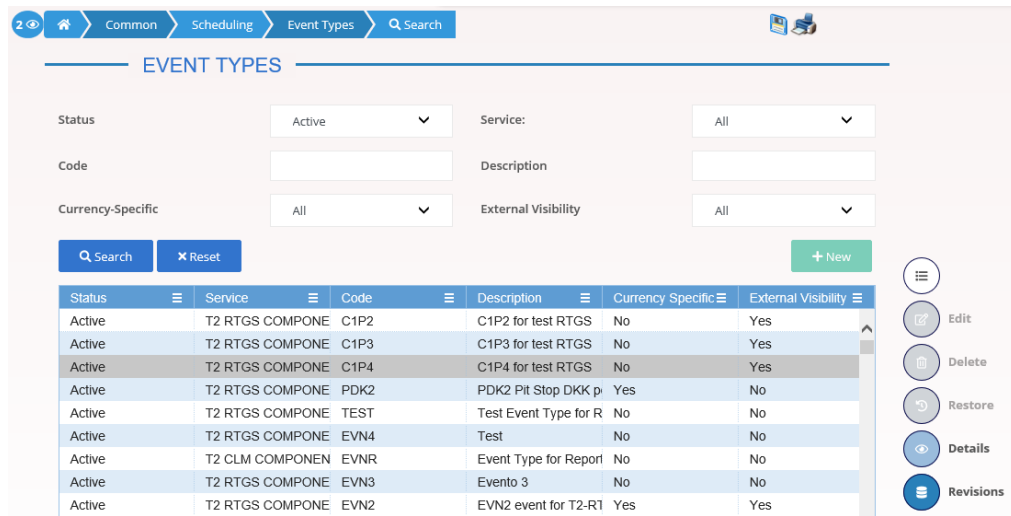 2 Common Scheduling Event Types Search
EVENT TYPES
Status Active Service: All
Code Description
Currency-Specific All External Visibility All
Search Reset New
Status Service Code Description Currency Specific External Visibility
Active T2 RTGS COMPONE C1P2 C1P2 for test RTGS No Yes
Active T2 RTGS COMPONE C1P3 C1P3 for test RTGS No Yes
Active T2 RTGS COMPONE C1P4 C1P4 for test RTGS No Yes
Active T2 RTGS COMPONE PDK2 PDK2 Pit Stop DKK p Yes No
Active T2 RTGS COMPONE TEST Test Event Type for R No No
Active T2 RTGS COMPONE EVN4 Test No No
Active T2 CLM COMPONEN EVNR Event Type for Report No No
Active T2 RTGS COMPONE EVN3 Evento 3 No No
Active T2 RTGS COMPONE EVN2 EVN2 event for T2-RT Yes Yes
Edit
Delete
Restore
Details
Revisions